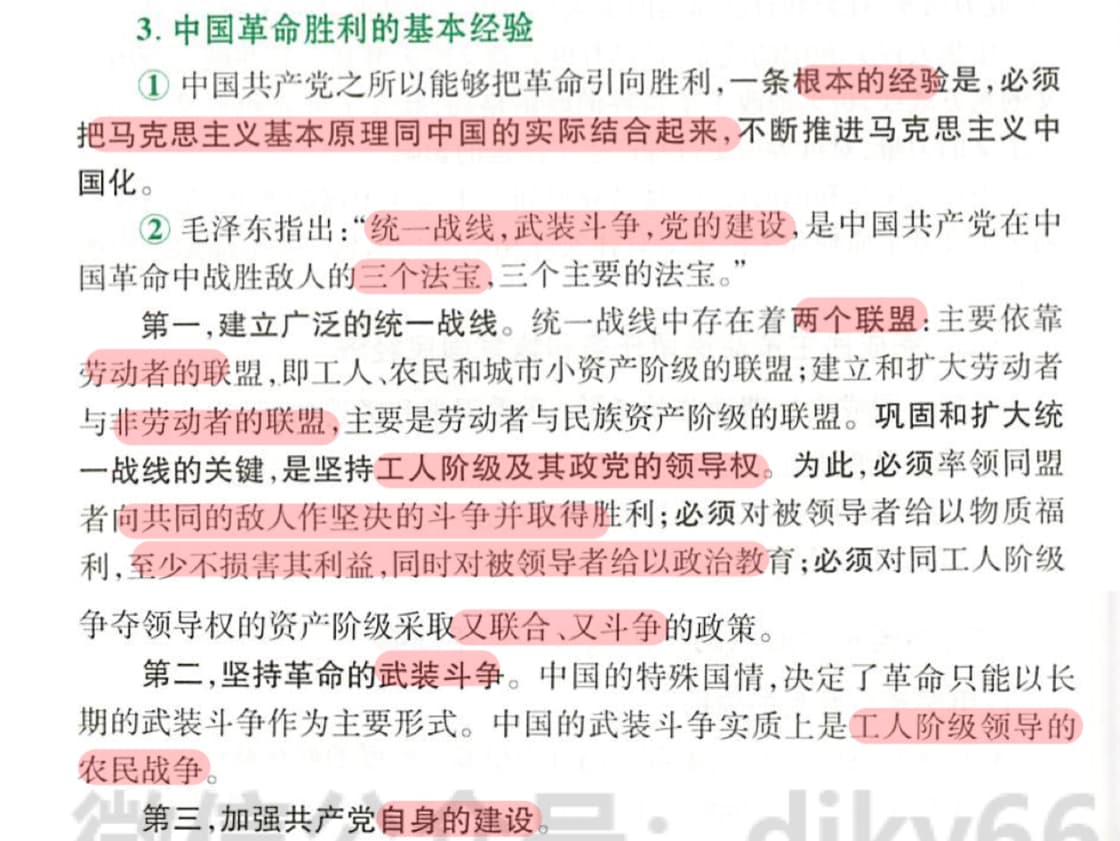 3. 中国革命胜利的基本经验
① 中国共产党之所以能够把革命引向胜利,一条根本的经验是,必须
把马克思主义基本原理同中国的实际结合起来,不断推进马克思主义中
国化。
② 毛泽东指出:“统一战线,武装斗争,党的建设,是中国共产党在中
国革命中战胜敌人的三个法宝,三个主要的法宝。”
第一,建立广泛的统一战线。统一战线中存在着两个联盟:主要依靠
劳动者的联盟,即工人、农民和城市小资产阶级的联盟;建立和扩大劳动者
与非劳动者的联盟,主要是劳动者与民族资产阶级的联盟。巩固和扩大统
一战线的关键,是坚持工人阶级及其政党的领导权。为此,必须率领同盟
者向共同的敌人作坚决的斗争并取得胜利;必须对被领导者给以物质福
利,至少不损害其利益,同时对被领导者给以政治教育;必须对同工人阶级
争夺领导权的资产阶级采取又联合、又斗争的政策。
第二,坚持革命的武装斗争。中国的特殊国情,决定了革命只能以长
期的武装斗争作为主要形式。中国的武装斗争实质上是工人阶级领导的
农民战争。
第三,加强共产党自身的建设。
微信公众号: djky66